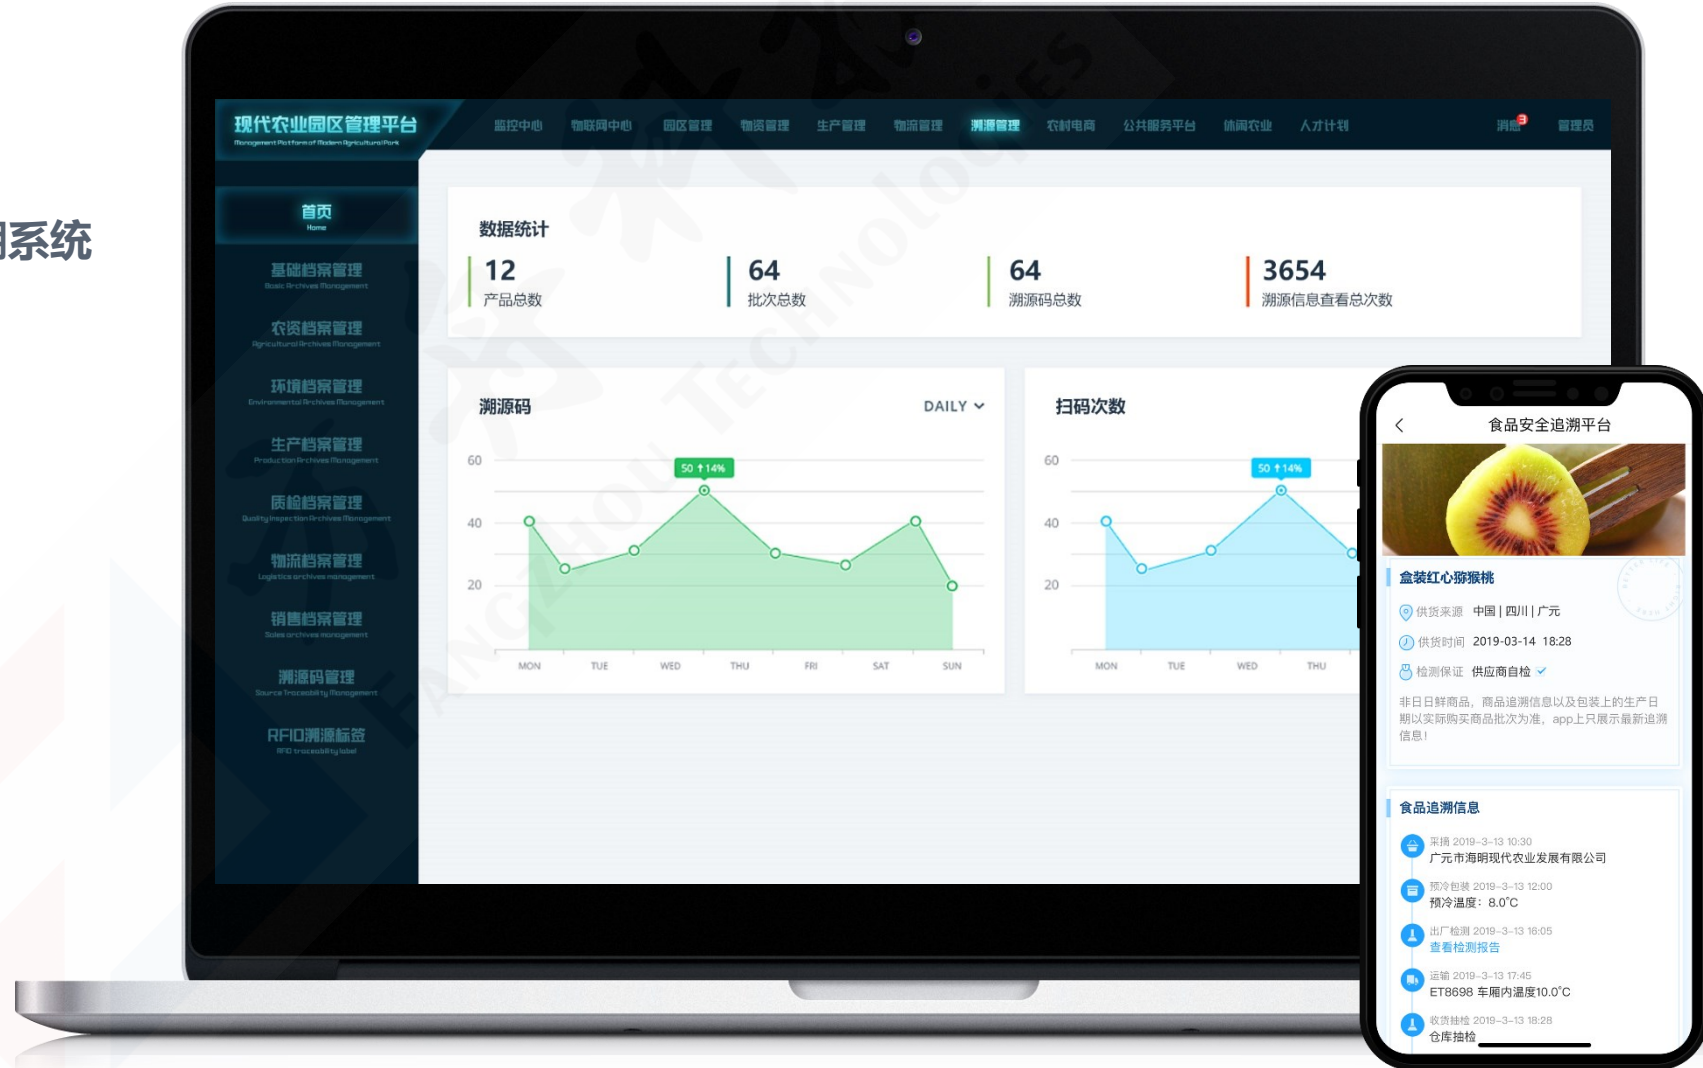 溯系统
现代农业园区管理平台
Management Platform of Modern Agricultural Park
监控中心 物联网中心 园区管理 物资管理 生产管理 物流管理 溯源管理 农村电商 公共服务平台 休闲农业 人才计划 消息 3 管理员
首页
Home
基础档案管理
Basic Archives Management
农资档案管理
Agricultural Archives Management
环境档案管理
Environmental Archives Management
生产档案管理
Production Archives Management
质检档案管理
Quality Inspection Archives Management
物流档案管理
Logistics archives management
销售档案管理
Sales archives management
溯源码管理
Source Traceability Management
RFID溯源标签
RFID traceability label
数据统计
12 64 64 3654
产品总数 批次总数 溯源码总数 溯源信息查看总次数
溯源码 DAILY
60
50 ↑14%
40
20
MON TUE WED THU FRI SAT SUN
扫码次数
60
50 ↑14%
40
20
MON TUE WED THU
食品安全追溯平台
盒装红心猕猴桃
供货来源 中国 | 四川 | 广元
供货时间 2019-03-14 18:28
检测保证 供应商自检
非日日鲜商品，商品追溯信息以及包装上的生产日
期以实际购买商品批次为准，app上只展示最新追溯
信息！
食品追溯信息
采摘 2019-3-13 10:30
广元市海明现代农业发展有限公司
预冷包装 2019-3-13 12:00
预冷温度：8.0°C
出厂检测 2019-3-13 16:05
查看检测报告
运输 2019-3-13 17:45
ET8698 车厢内温度10.0°C
收货抽检 2019-3-13 18:28
仓库抽检
FANGZHOU TECHNOLOGIES